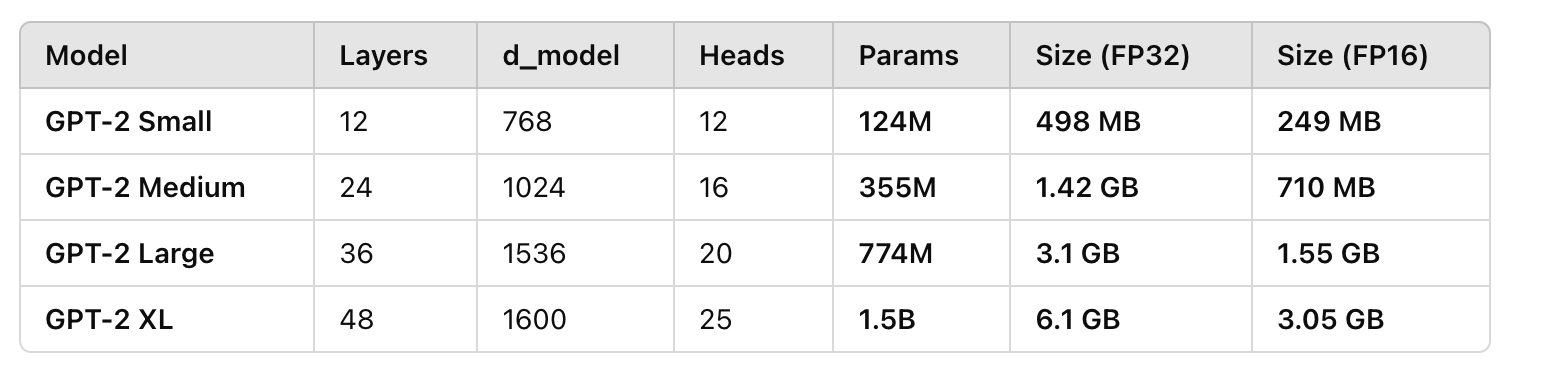 Model Layers d_model Heads Params Size (FP32) Size (FP16)
GPT-2 Small 12 768 12 124M 498 MB 249 MB
GPT-2 Medium 24 1024 16 355M 1.42 GB 710 MB
GPT-2 Large 36 1536 20 774M 3.1 GB 1.55 GB
GPT-2 XL 48 1600 25 1.5B 6.1 GB 3.05 GB